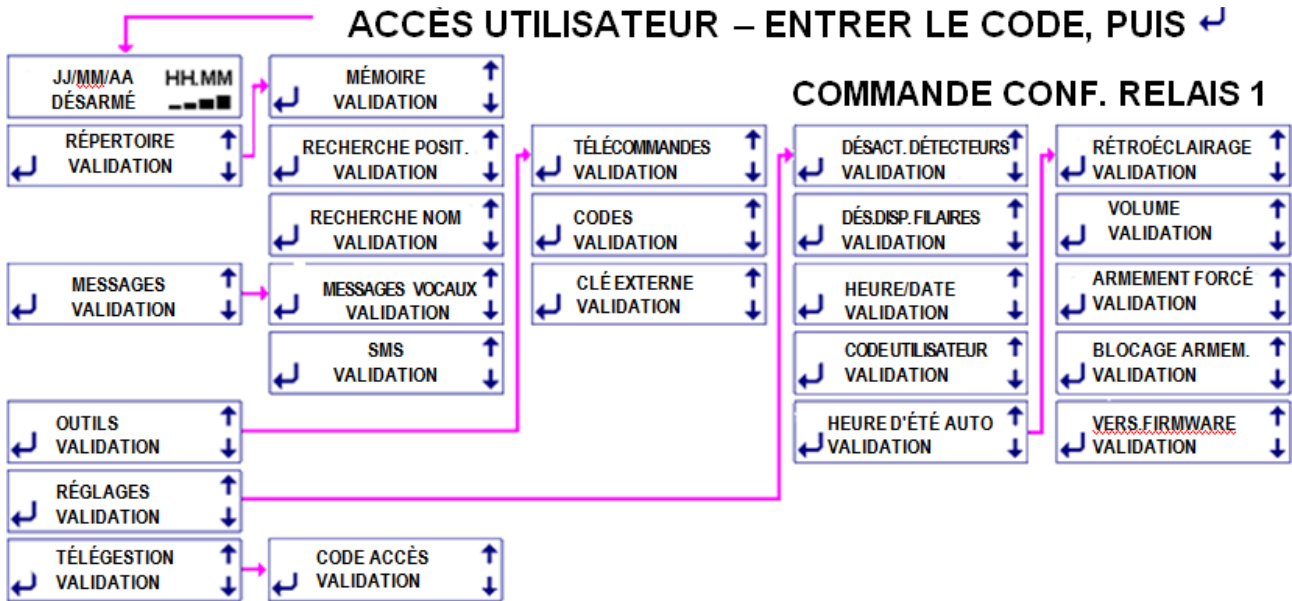 ACCÈS UTILISATEUR – ENTRER LE CODE, PUIS ↵
JJ/MM/AA HH.MM
DÉSARMÉ
RÉPERTOIRE
VALIDATION
MÉMOIRE
VALIDATION
RECHERCHE POSIT.
VALIDATION
RECHERCHE NOM
VALIDATION
MESSAGES
VALIDATION
MESSAGES VOCAUX
VALIDATION
SMS
VALIDATION
OUTILS
VALIDATION
TÉLÉCOMMANDES
VALIDATION
CODES
VALIDATION
CLÉ EXTERNE
VALIDATION
RÉGLAGES
VALIDATION
COMMANDE CONF. RELAIS 1
DÉSACT. DÉTECTEURS
VALIDATION
DÉS.DISP. FILAIRES
VALIDATION
HEURE/DATE
VALIDATION
CODE UTILISATEUR
VALIDATION
HEURE D'ÉTÉ AUTO
VALIDATION
RÉTROÉCLAIRAGE
VALIDATION
VOLUME
VALIDATION
ARMEMENT FORCÉ
VALIDATION
BLOCAGE ARMEM.
VALIDATION
VERS.FIRMWARE
VALIDATION
TÉLÉGESTION
VALIDATION
CODE ACCÈS
VALIDATION